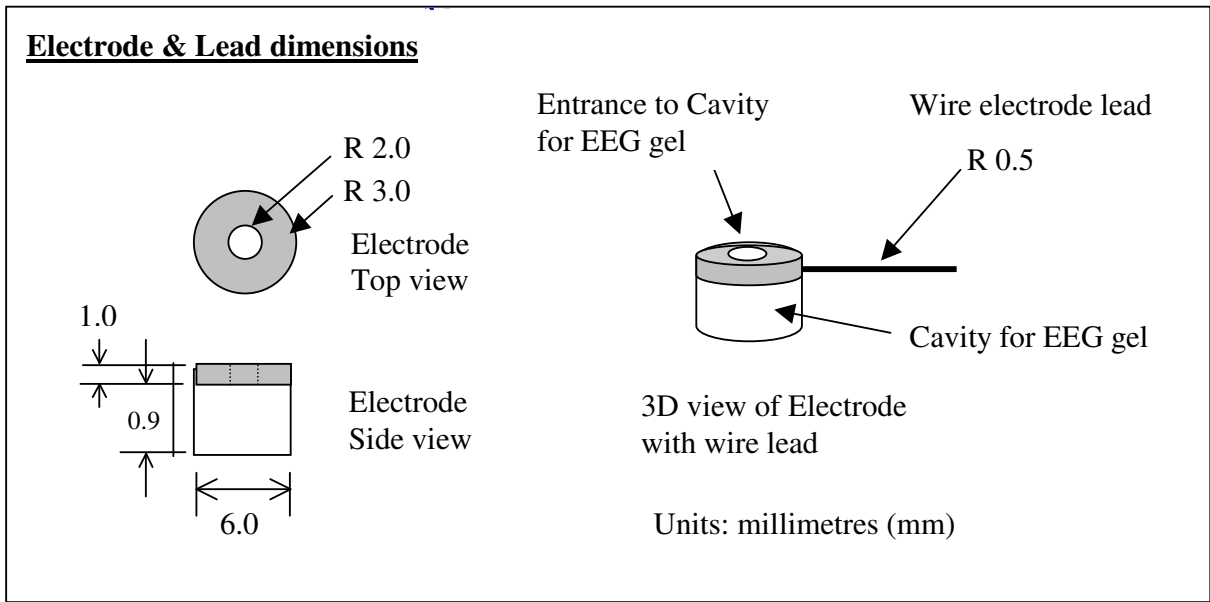 Electrode & Lead dimensions
Entrance to Cavity
for EEG gel
Wire electrode lead
R 0.5
R 2.0
R 3.0
Electrode
Top view
1.0
0.9
6.0
Electrode
Side view
Cavity for EEG gel
3D view of Electrode
with wire lead
Units: millimetres (mm)